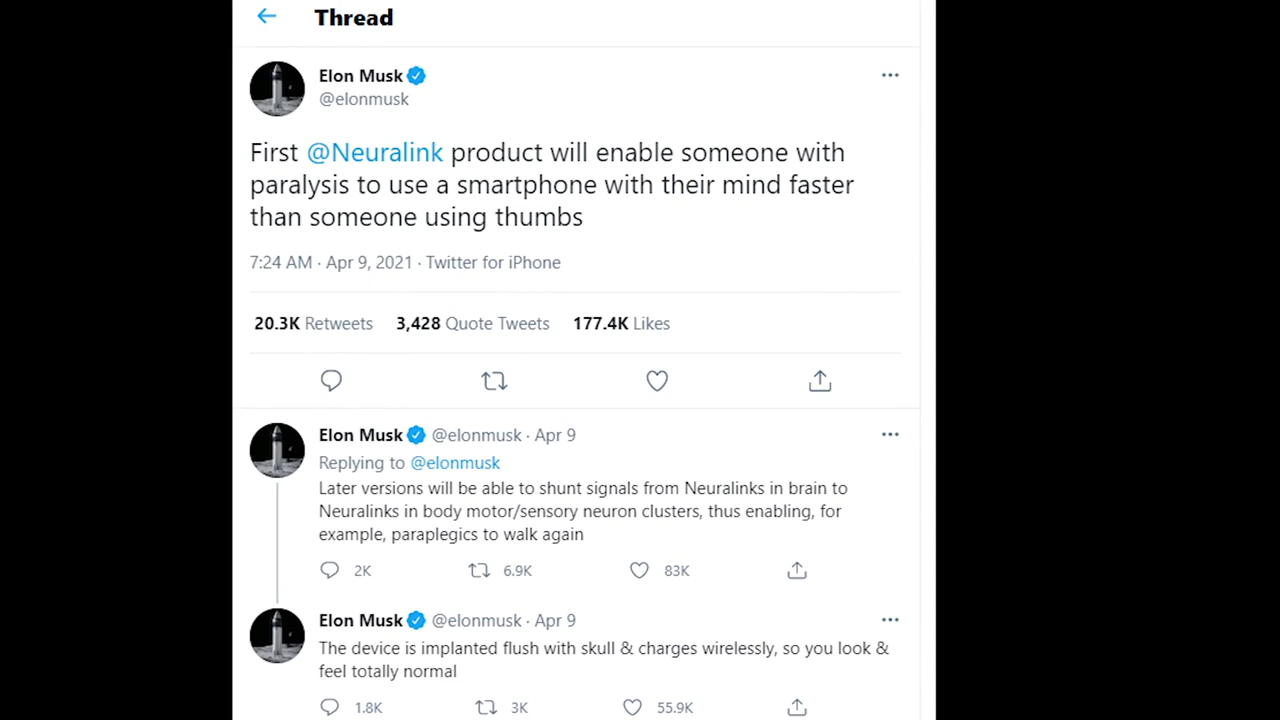 Thread
Elon Musk
@elonmusk
First @Neuralink product will enable someone with
paralysis to use a smartphone with their mind faster
than someone using thumbs
7:24 AM · Apr 9, 2021 · Twitter for iPhone
20.3K Retweets 3,428 Quote Tweets 177.4K Likes
Elon Musk @elonmusk · Apr 9
Replying to @elonmusk
Later versions will be able to shunt signals from Neuralinks in brain to
Neuralinks in body motor/sensory neuron clusters, thus enabling, for
example, paraplegics to walk again
2K 6.9K 83K
Elon Musk @elonmusk · Apr 9
The device is implanted flush with skull & charges wirelessly, so you look &
feel totally normal
1.8K 3K 55.9K